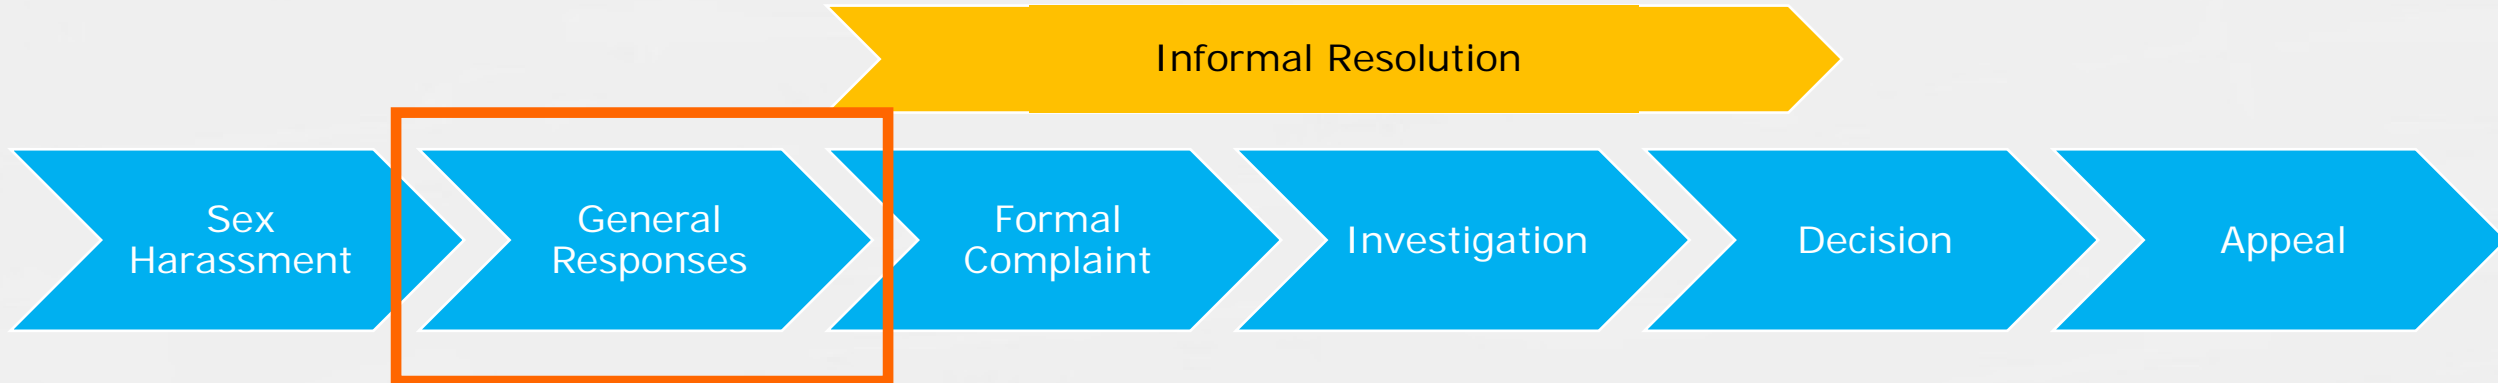 Informal Resolution
Sex
Harassment
General
Responses
Formal
Complaint
Investigation
Decision
Appeal